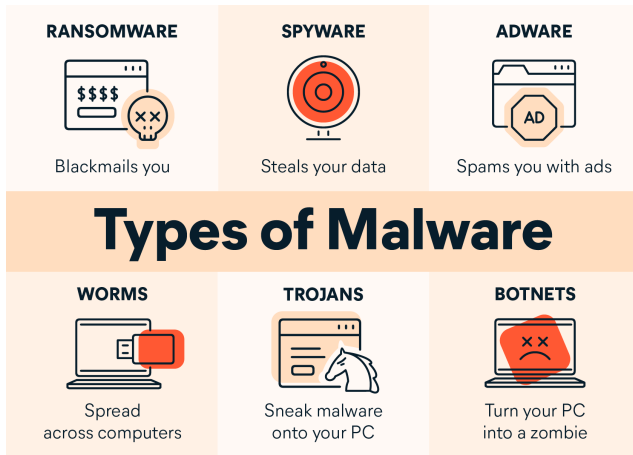 RANSOMWARE
$$$$
Blackmails you
SPYWARE
Steals your data
ADWARE
AD
Spams you with ads
Types of Malware
WORMS
Spread
across computers
TROJANS
Sneak malware
onto your PC
BOTNETS
Turn your PC
into a zombie